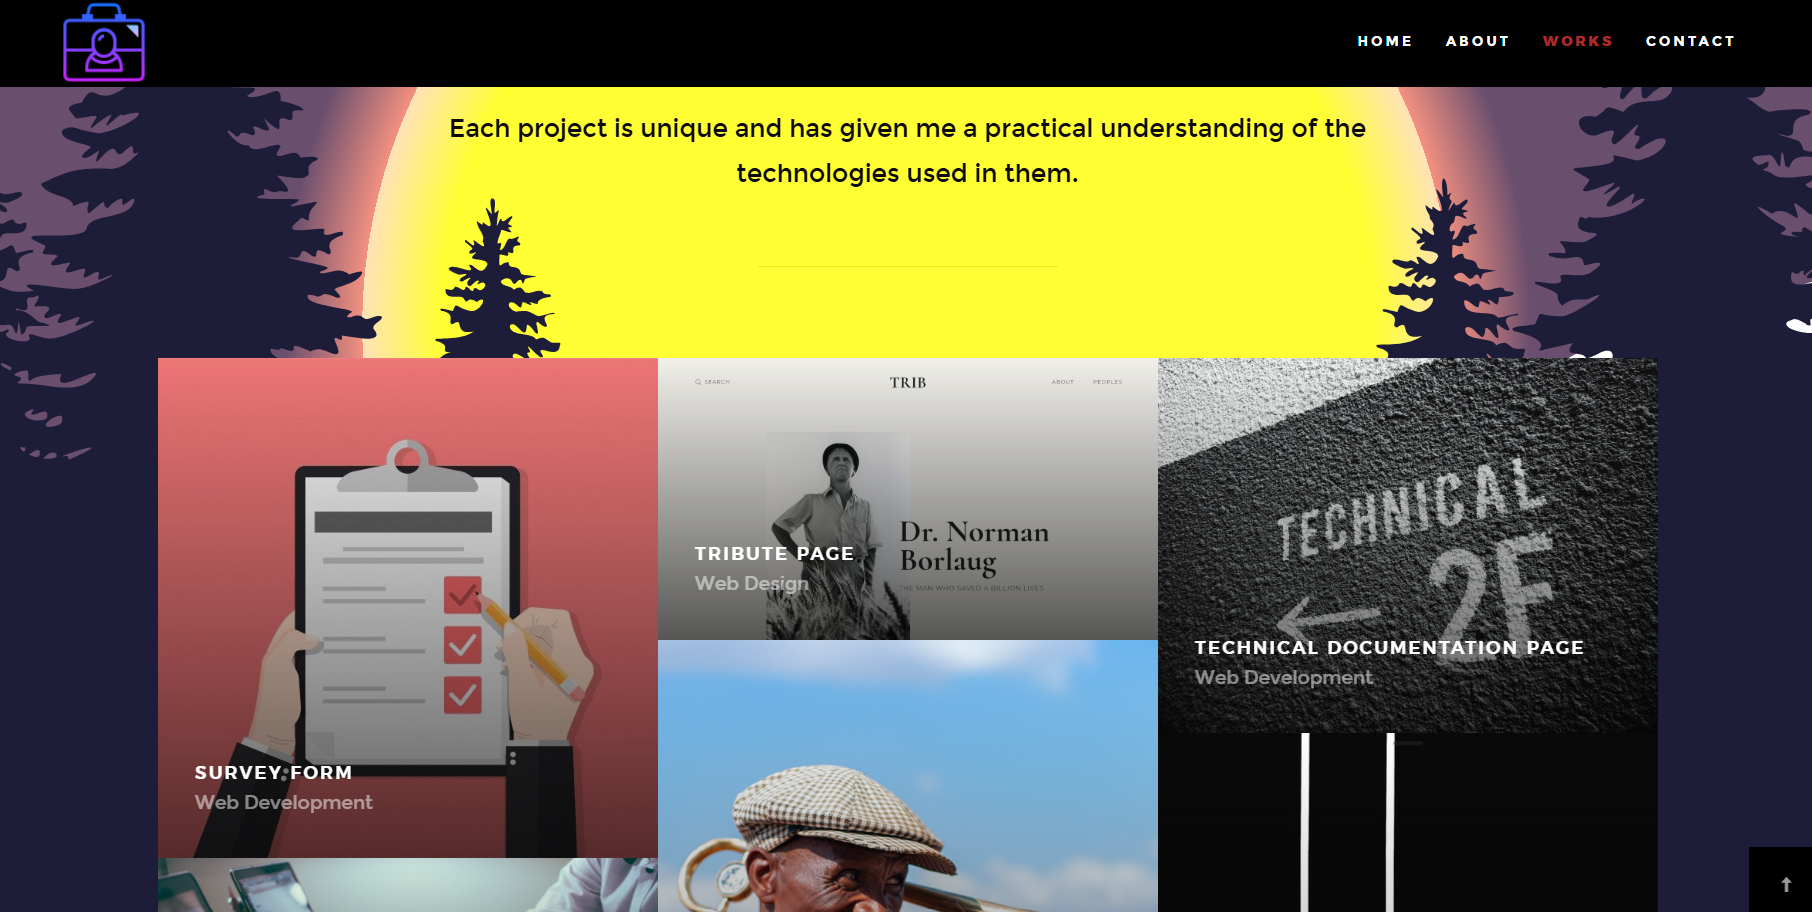 HOME ABOUT WORKS CONTACT
Each project is unique and has given me a practical understanding of the
technologies used in them.
SEARCH TRIB ABOUT PEOPLES
Dr. Norman
Borlaug
THE MAN WHO SAVED A BILLION LIVES
TRIBUTE PAGE
Web Design
TECHNICAL
2F
TECHNICAL DOCUMENTATION PAGE
Web Development
SURVEY FORM
Web Development